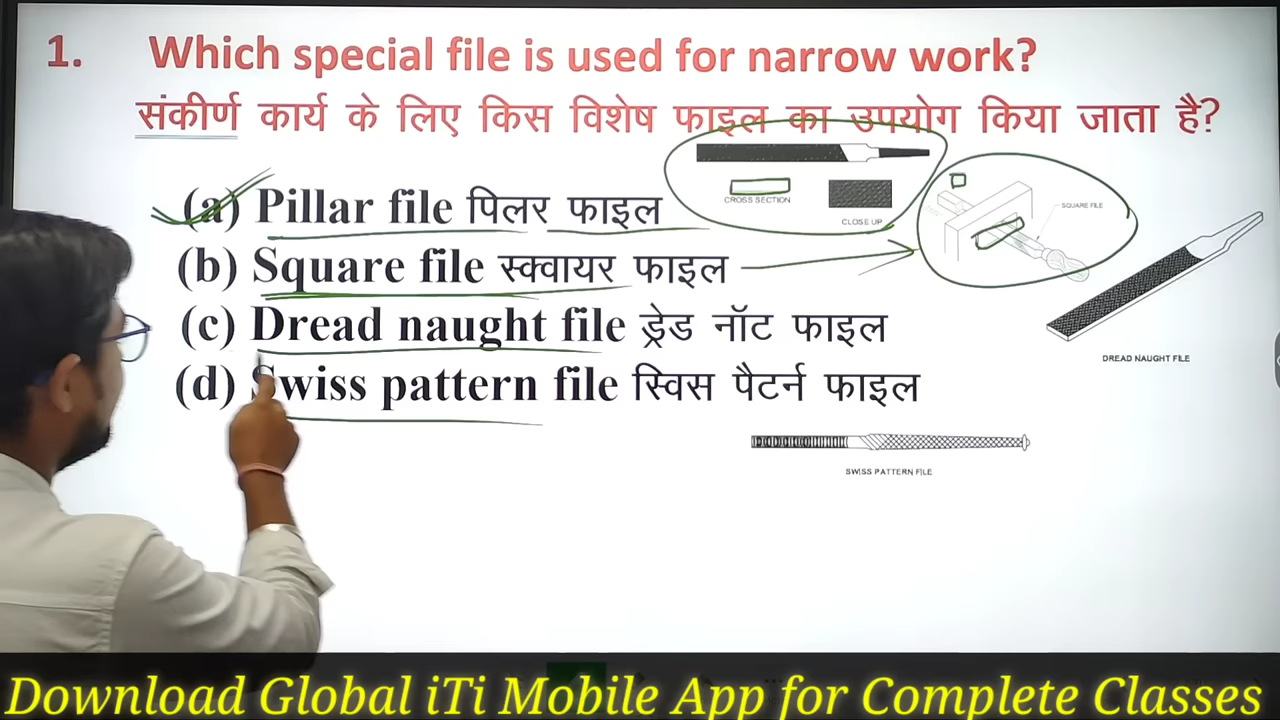 1. Which special file is used for narrow work?
संकीर्ण कार्य के लिए किस विशेष फाइल का उपयोग किया जाता है?
(a) Pillar file पिलर फाइल
CROSS SECTION
CLOSE UP
SQUARE FILE
(b) Square file स्क्वायर फाइल
(c) Dread naught file ड्रेड नॉट फाइल
DREAD NAUGHT FILE
(d) Swiss pattern file स्विस पैटर्न फाइल
SWISS PATTERN FILE
Download Global iTi Mobile App for Complete Classes